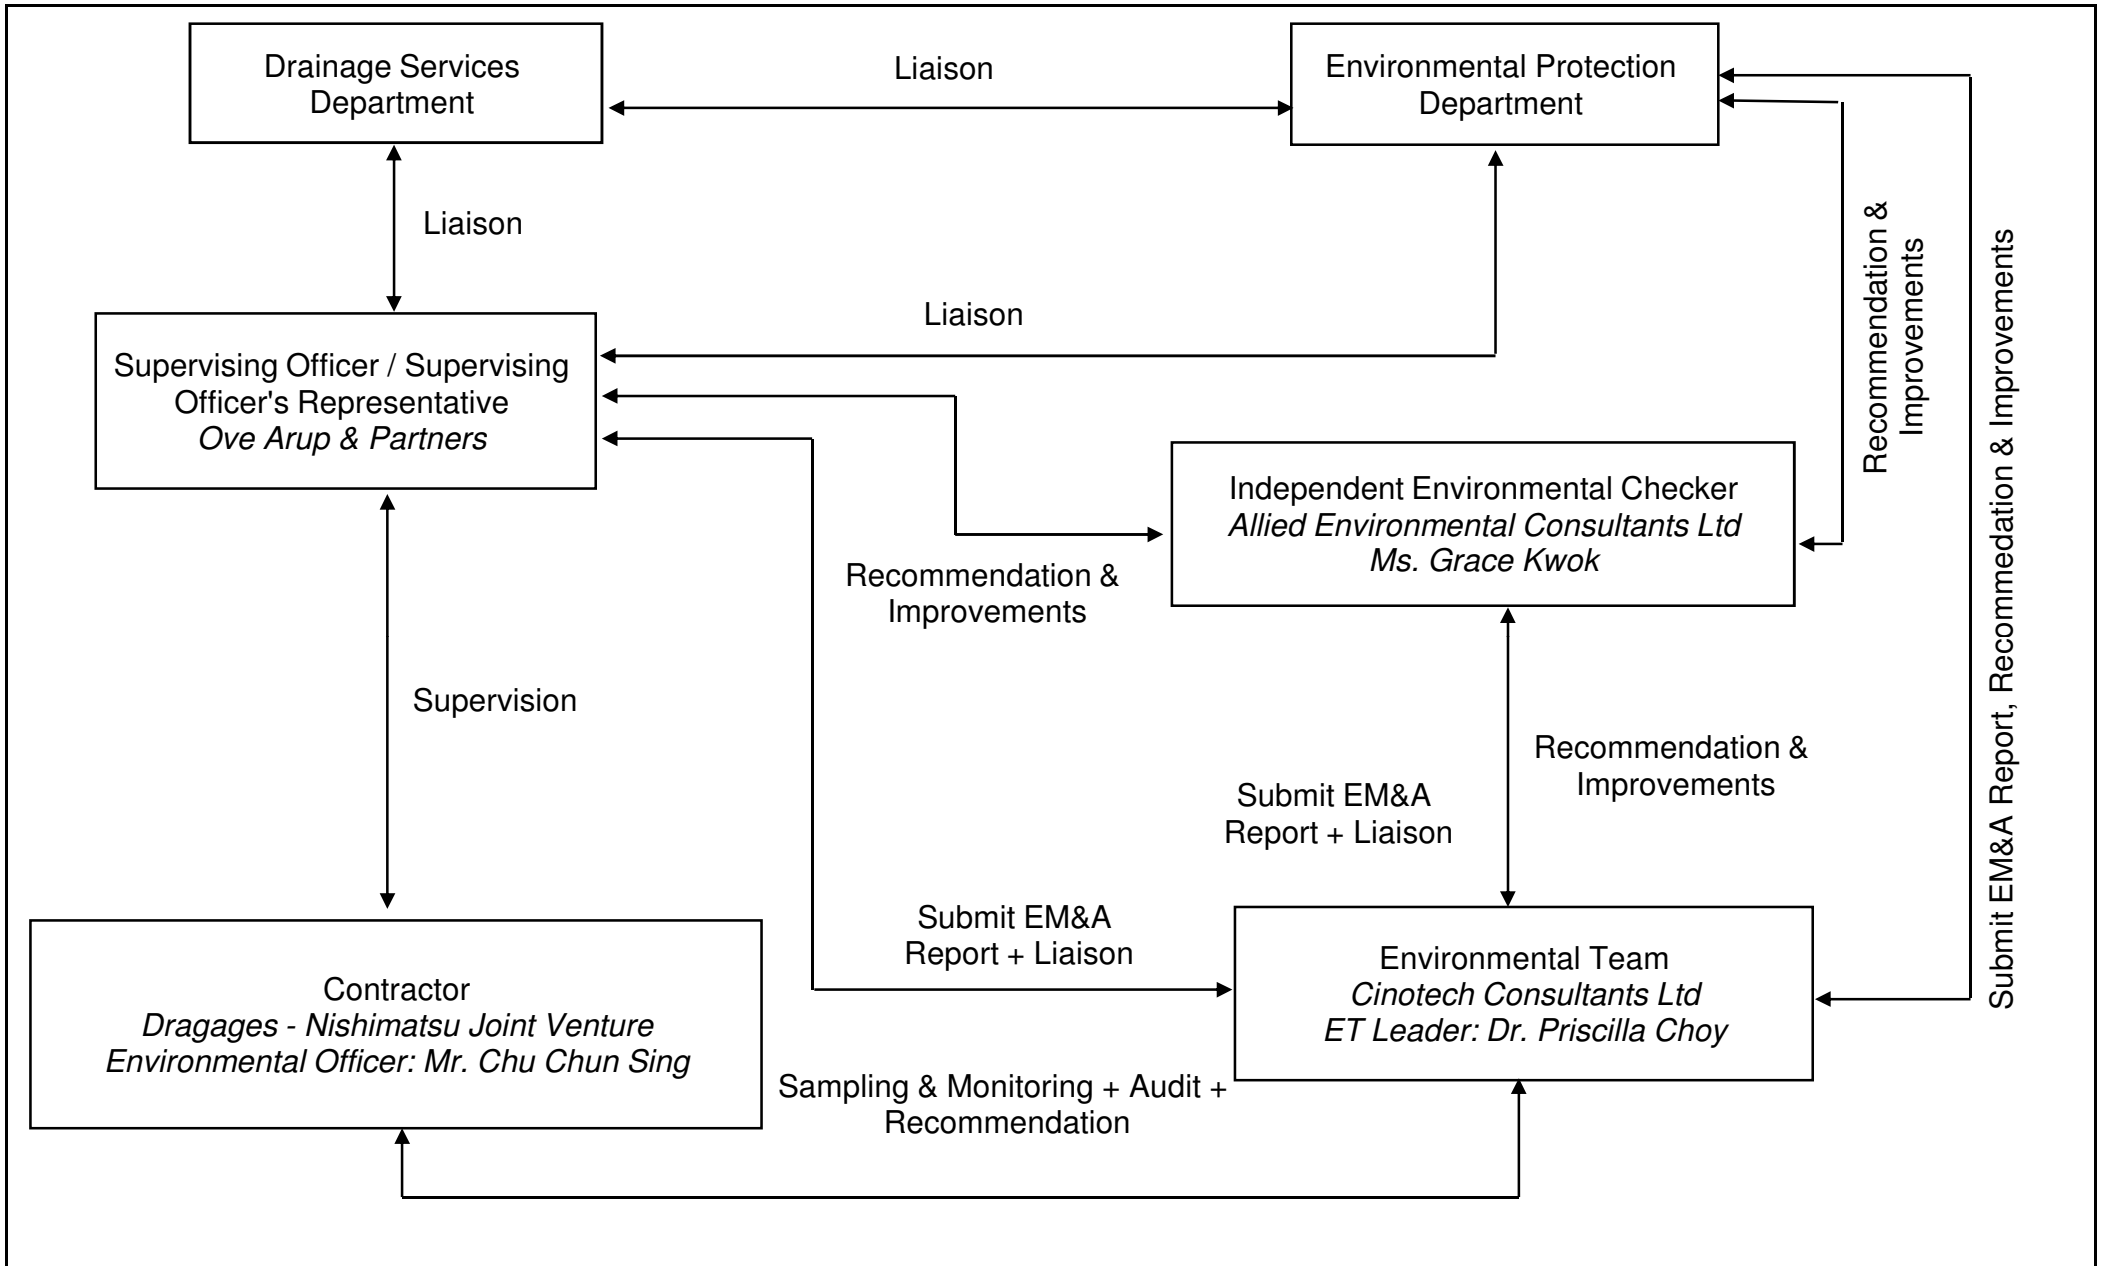 Drainage Services
Department
Liaison
Environmental Protection
Department
Liaison
Recommendation &
Improvements
Submit EM&A Report, Recommedation & Improvements
Liaison
Supervising Officer / Supervising
Officer's Representative
Ove Arup & Partners
Independent Environmental Checker
Allied Environmental Consultants Ltd
Ms. Grace Kwok
Recommendation &
Improvements
Supervision
Recommendation &
Improvements
Submit EM&A
Report + Liaison
Submit EM&A
Report + Liaison
Environmental Team
Cinotech Consultants Ltd
ET Leader: Dr. Priscilla Choy
Contractor
Dragages - Nishimatsu Joint Venture
Environmental Officer: Mr. Chu Chun Sing
Sampling & Monitoring + Audit +
Recommendation